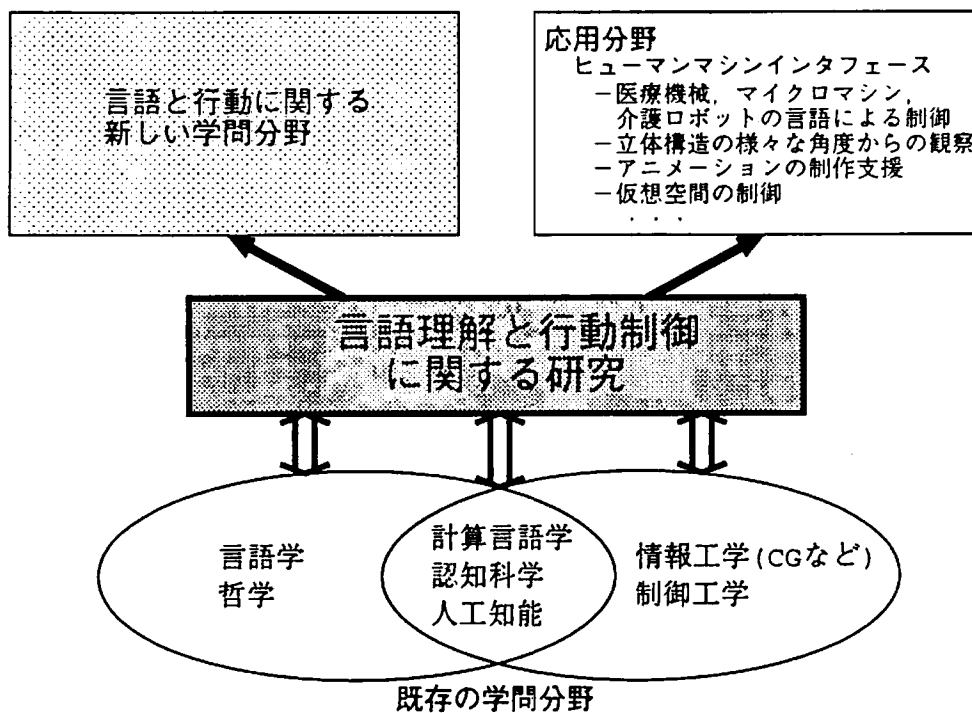 言語と行動に関する
新しい学問分野
応用分野
ヒューマンマシンインタフェース
−医療機械, マイクロマシン,
介護ロボットの言語による制御
−立体構造の様々な角度からの観察
−アニメーションの制作支援
−仮想空間の制御
・・・
言語理解と行動制御
に関する研究
言語学
哲学
計算言語学
認知科学
人工知能
情報工学(CGなど)
制御工学
既存の学問分野